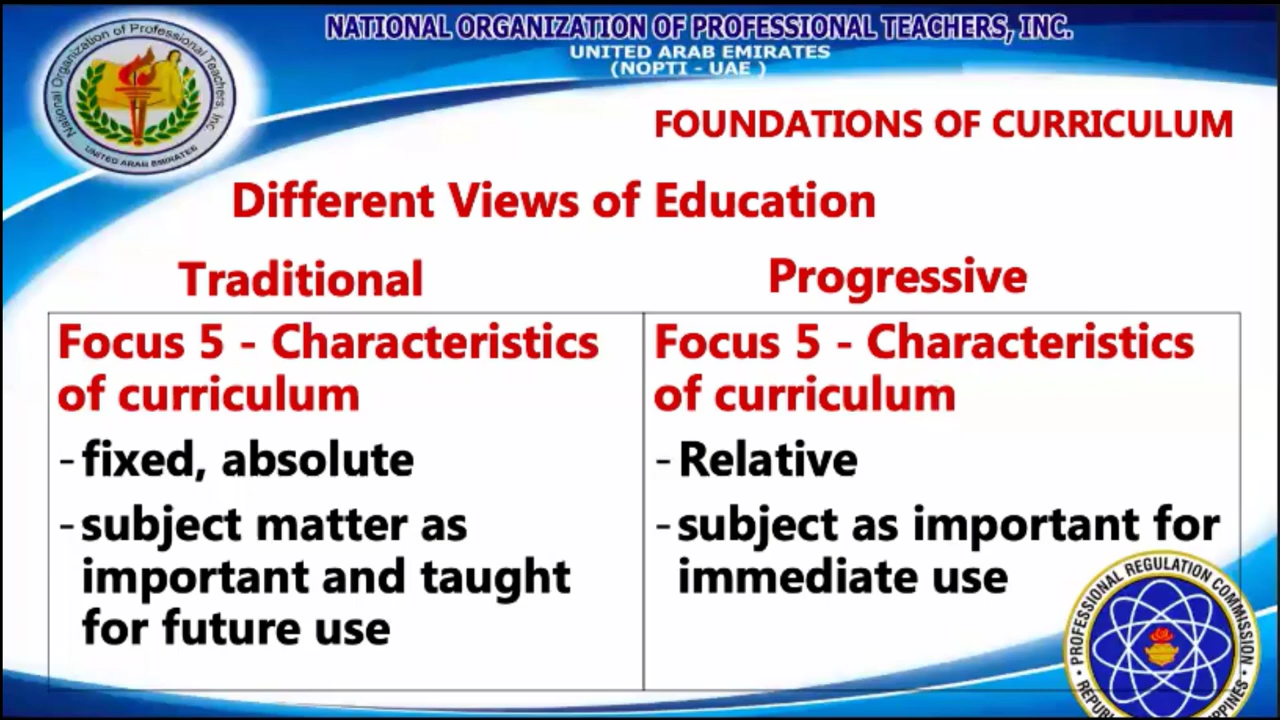 NATIONAL ORGANIZATION OF PROFESSIONAL TEACHERS, INC.
UNITED ARAB EMIRATES
(NOPTI - UAE )
National Organization of Professional Teachers, Inc.
UNITED ARAB EMIRATES
FOUNDATIONS OF CURRICULUM
Different Views of Education
Traditional
Progressive
Focus 5 - Characteristics
of curriculum
- fixed, absolute
- subject matter as
important and taught
for future use
Focus 5 - Characteristics
of curriculum
- Relative
- subject as important for
immediate use
PROFESSIONAL REGULATION COMMISSION